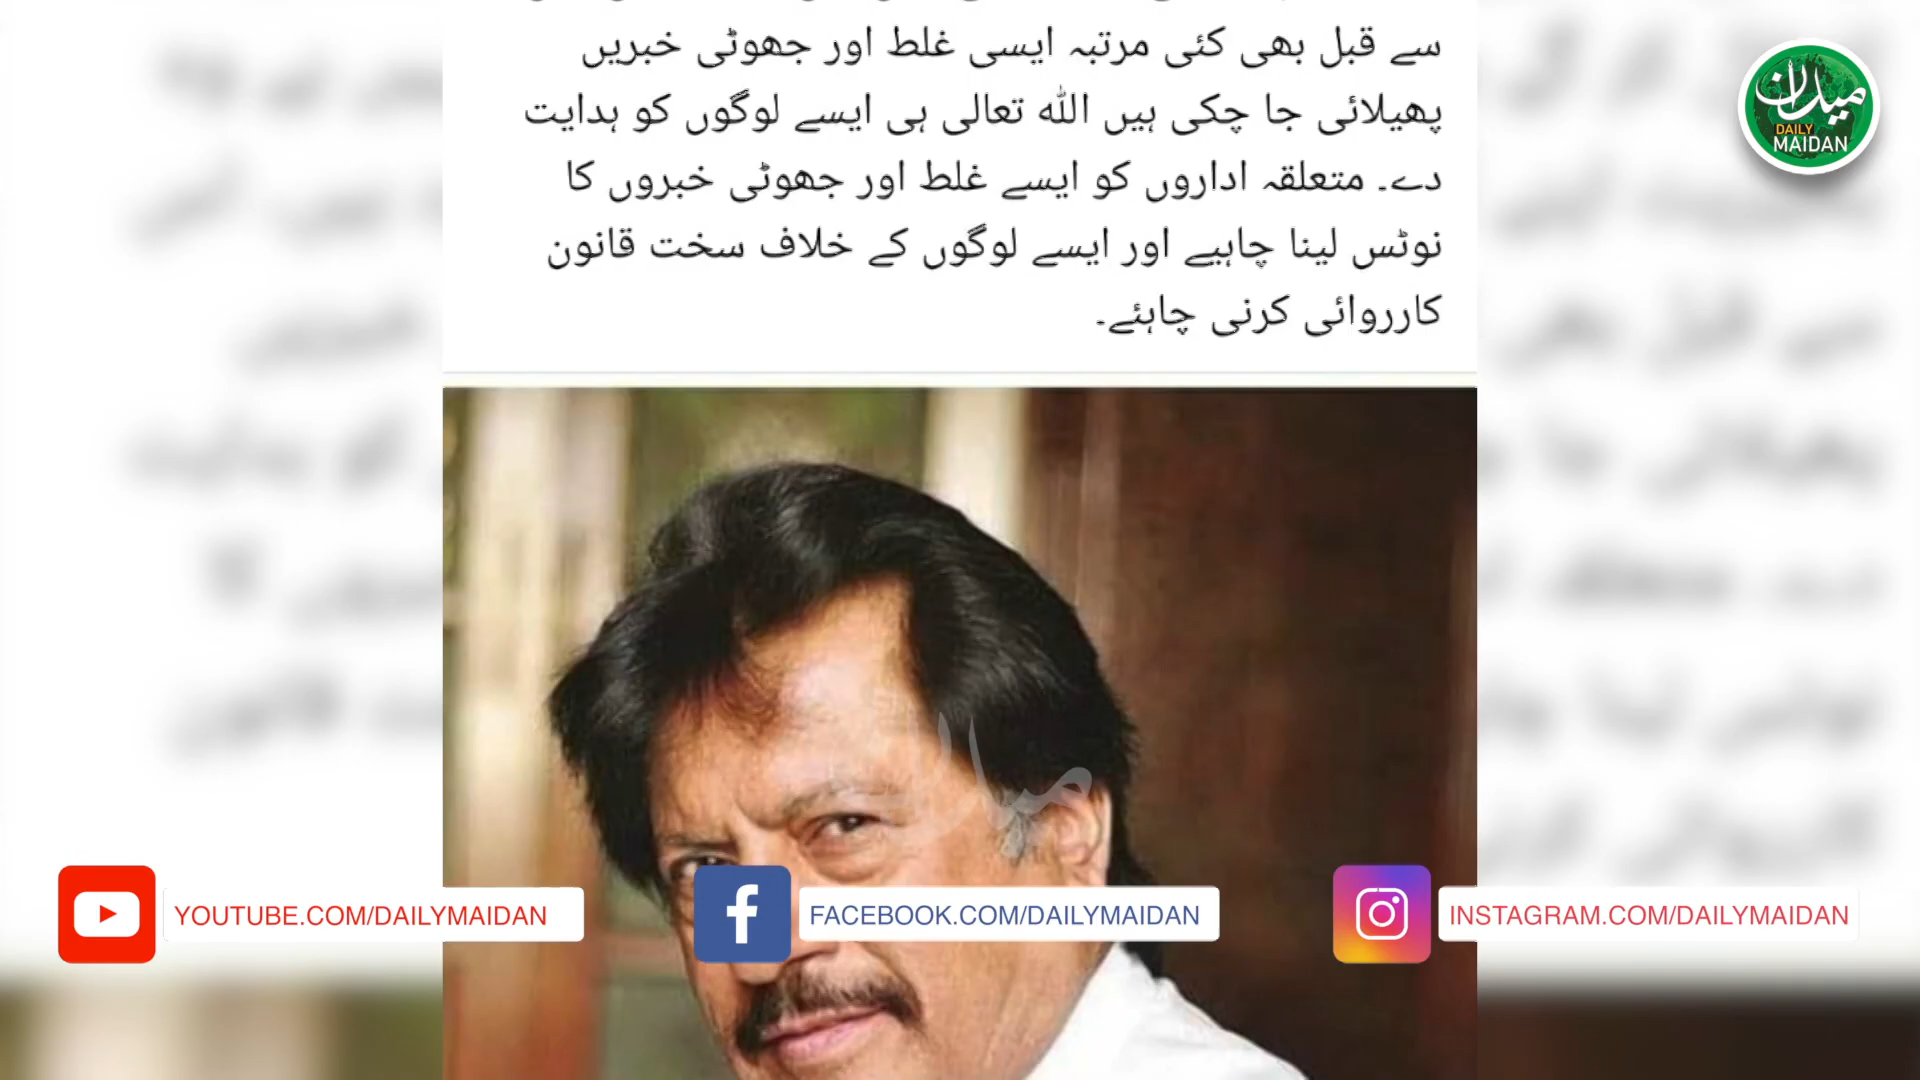 سے قبل بھی کئی مرتبہ ایسی غلط اور جھوٹی خبریں
پھیلائی جا چکی ہیں اللہ تعالی ہی ایسے لوگوں کو ہدایت
دے۔ متعلقہ اداروں کو ایسے غلط اور جھوٹی خبروں کا
نوٹس لینا چاہیے اور ایسے لوگوں کے خلاف سخت قانون
کارروائی کرنی چاہئے۔
میدان
DAILY
MAIDAN
میدان
YOUTUBE.COM/DAILYMAIDAN
FACEBOOK.COM/DAILYMAIDAN
INSTAGRAM.COM/DAILYMAIDAN